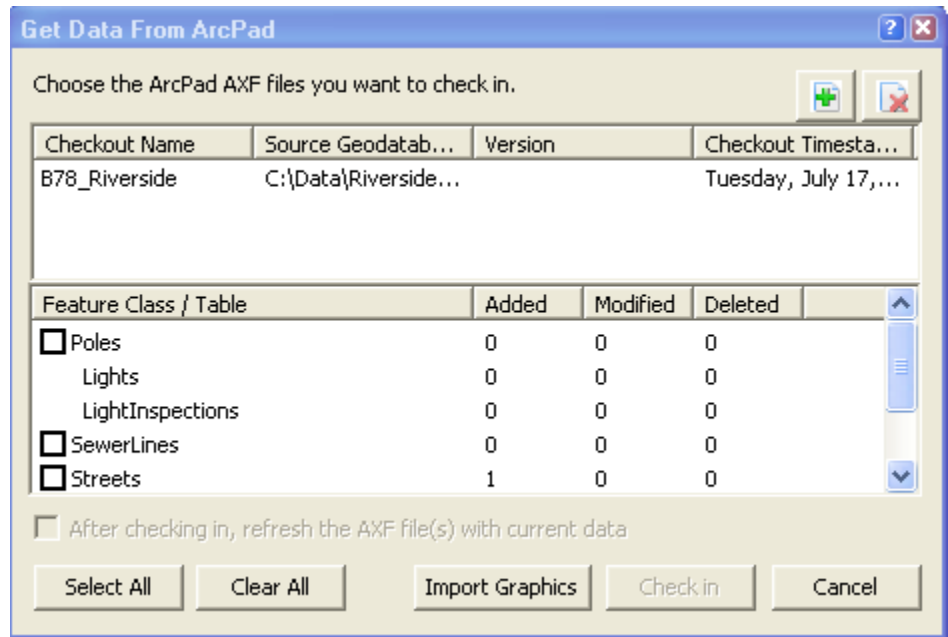 Get Data From ArcPad
Choose the ArcPad AXF files you want to check in.
Checkout Name Source Geodatab... Version Checkout Timesta...
B78_Riverside C:\Data\Riverside... Tuesday, July 17,...
Feature Class / Table Added Modified Deleted
Poles 0 0 0
Lights 0 0 0
LightInspections 0 0 0
SewerLines 0 0 0
Streets 1 0 0
After checking in, refresh the AXF file(s) with current data
Select All Clear All Import Graphics Check in Cancel